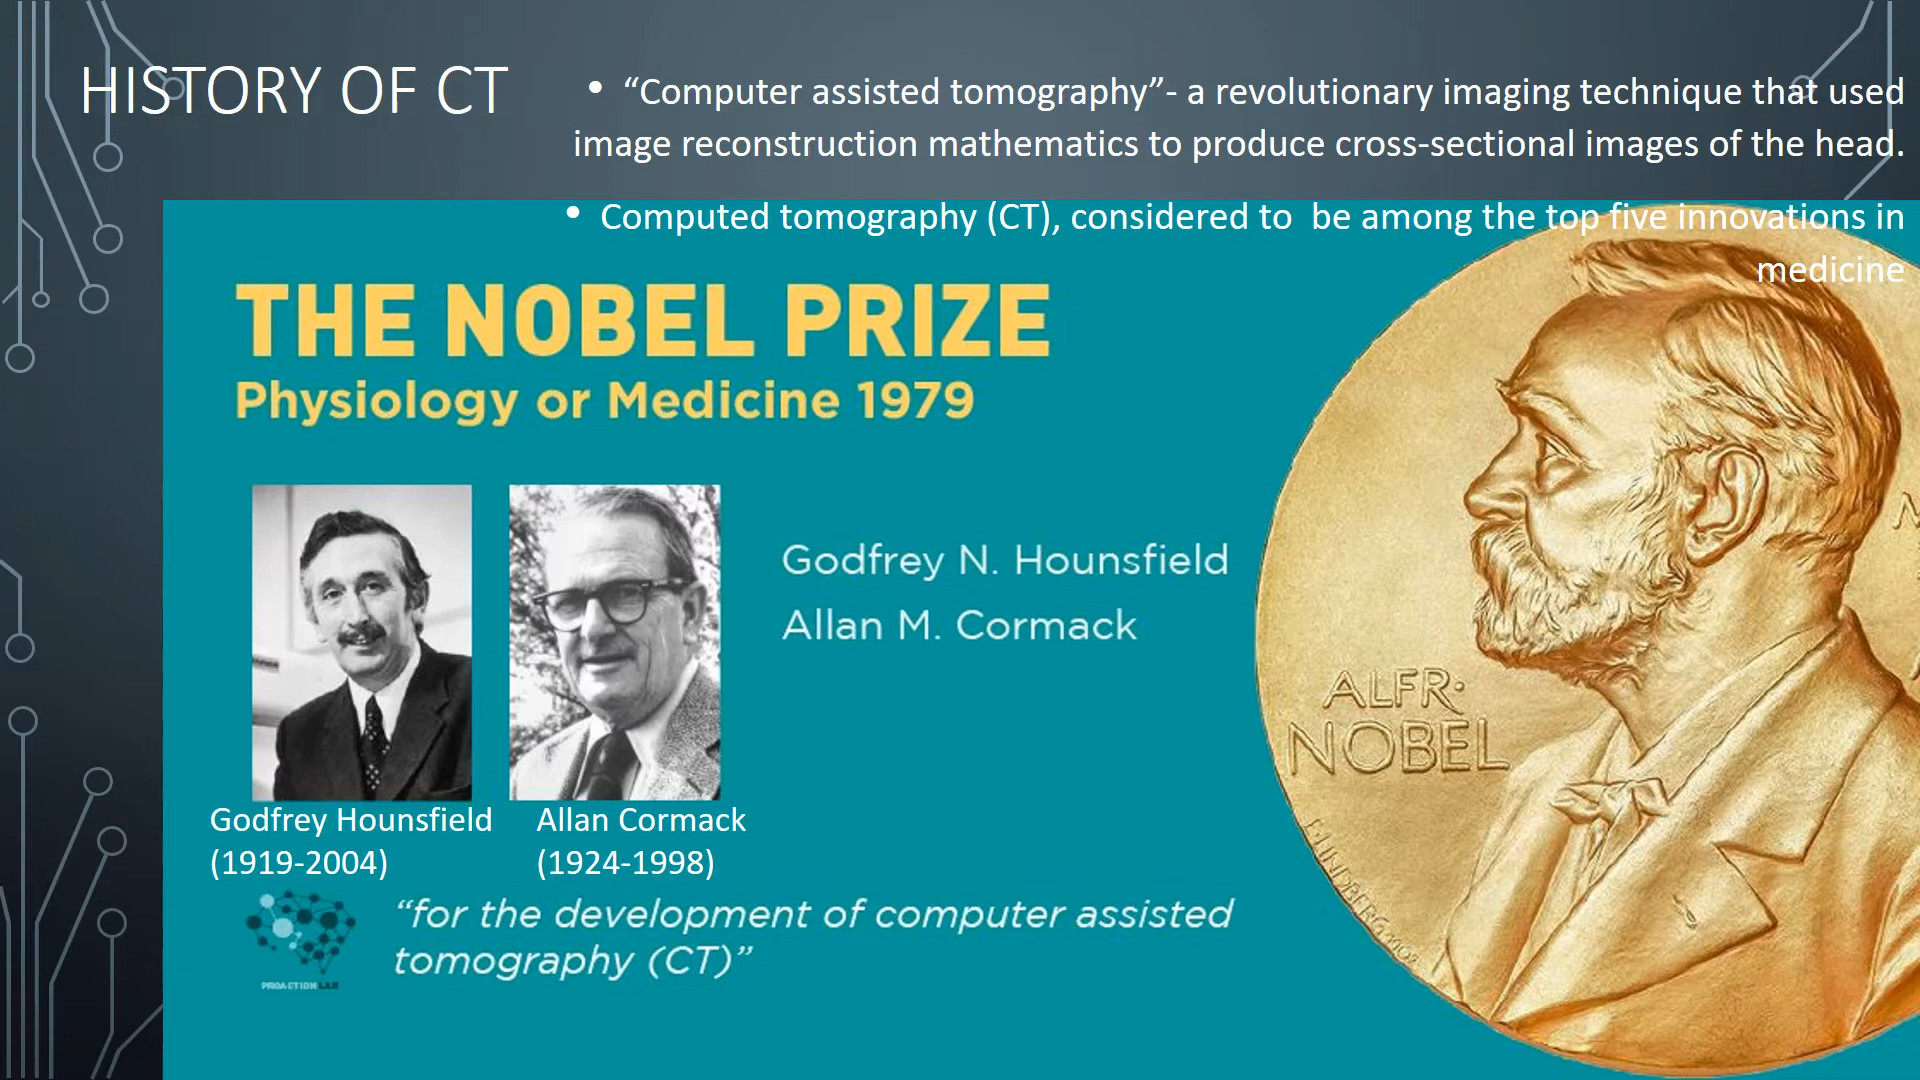 HISTORY OF CT
• “Computer assisted tomography”- a revolutionary imaging technique that used
image reconstruction mathematics to produce cross-sectional images of the head.
• Computed tomography (CT), considered to  be among the top five innovations in
medicine
THE NOBEL PRIZE
Physiology or Medicine 1979
Godfrey N. Hounsfield
Allan M. Cormack
ALFR·
NOBEL
Godfrey Hounsfield
(1919-2004)
Allan Cormack
(1924-1998)
“for the development of computer assisted
tomography (CT)”
PROACTION LAB